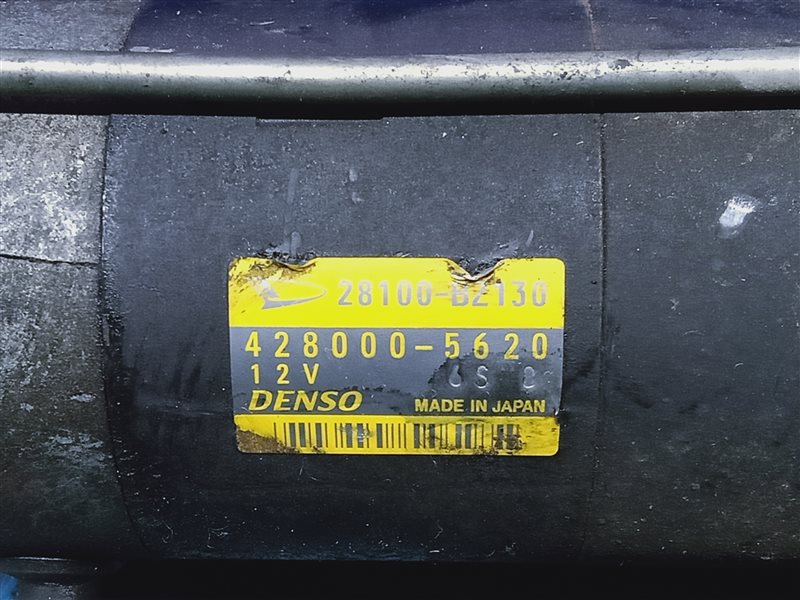 28100-BZ130
428000-5620
12V
DENSO MADE IN JAPAN